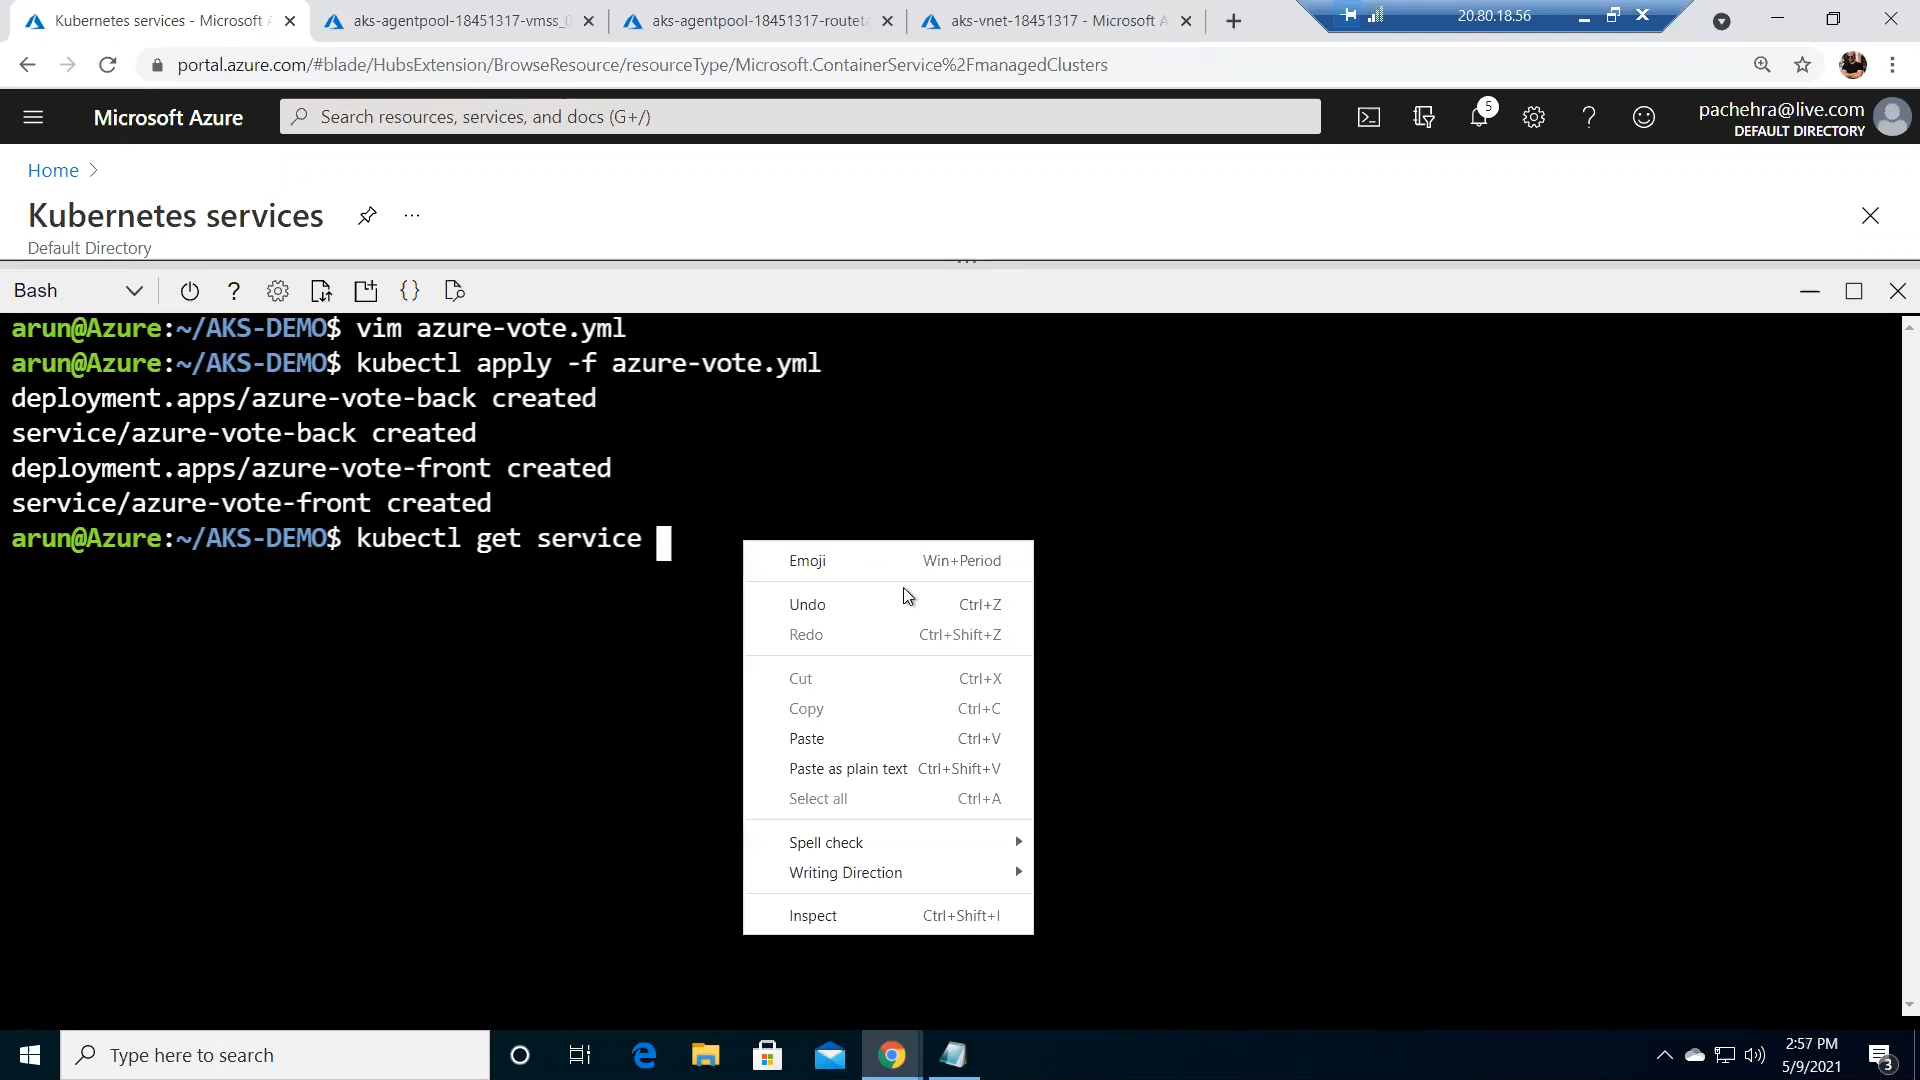 Kubernetes services - Microsoft A
aks-agentpool-18451317-vmss_0
aks-agentpool-18451317-routeta
aks-vnet-18451317 - Microsoft A
20.80.18.56
portal.azure.com/#blade/HubsExtension/BrowseResource/resourceType/Microsoft.ContainerService%2FmanagedClusters
Microsoft Azure
Search resources, services, and docs (G+/)
5
pachehra@live.com
DEFAULT DIRECTORY
Home
Kubernetes services
Default Directory
Bash
arun@Azure:~/AKS-DEMO$ vim azure-vote.yml
arun@Azure:~/AKS-DEMO$ kubectl apply -f azure-vote.yml
deployment.apps/azure-vote-back created
service/azure-vote-back created
deployment.apps/azure-vote-front created
service/azure-vote-front created
arun@Azure:~/AKS-DEMO$ kubectl get service
Emoji Win+Period
Undo Ctrl+Z
Redo Ctrl+Shift+Z
Cut Ctrl+X
Copy Ctrl+C
Paste Ctrl+V
Paste as plain text Ctrl+Shift+V
Select all Ctrl+A
Spell check
Writing Direction
Inspect Ctrl+Shift+I
Type here to search
2:57 PM
5/9/2021
3